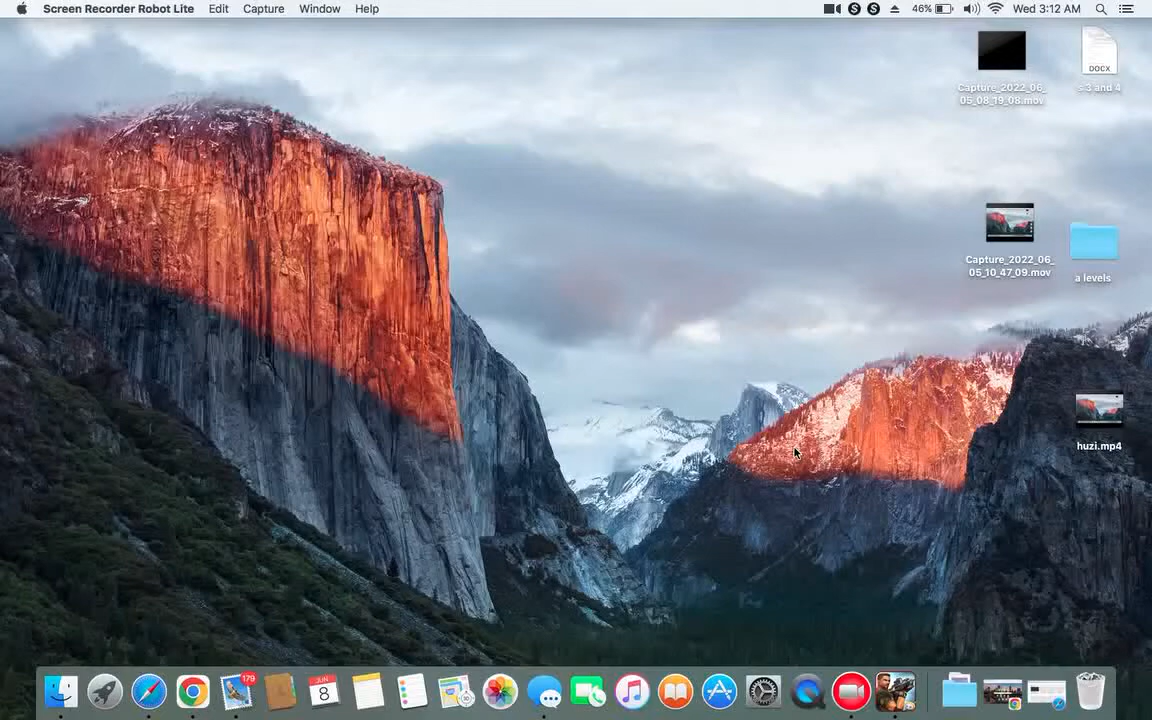 Screen Recorder Robot Lite Edit Capture Window Help 46% Wed 3:12 AM
DOCX
Capture_2022_06_
05_08_19_08.mov
s 3 and 4
Capture_2022_06_
05_10_47_09.mov
a levels
huzi.mp4
179
JUN
8